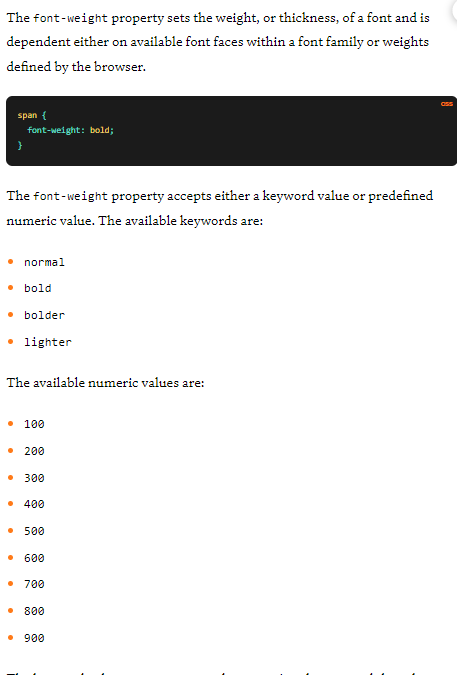 The font-weight property sets the weight, or thickness, of a font and is
dependent either on available font faces within a font family or weights
defined by the browser.
CSS
span {
  font-weight: bold;
}
The font-weight property accepts either a keyword value or predefined
numeric value. The available keywords are:
normal
bold
bolder
lighter
The available numeric values are:
100
200
300
400
500
600
700
800
900